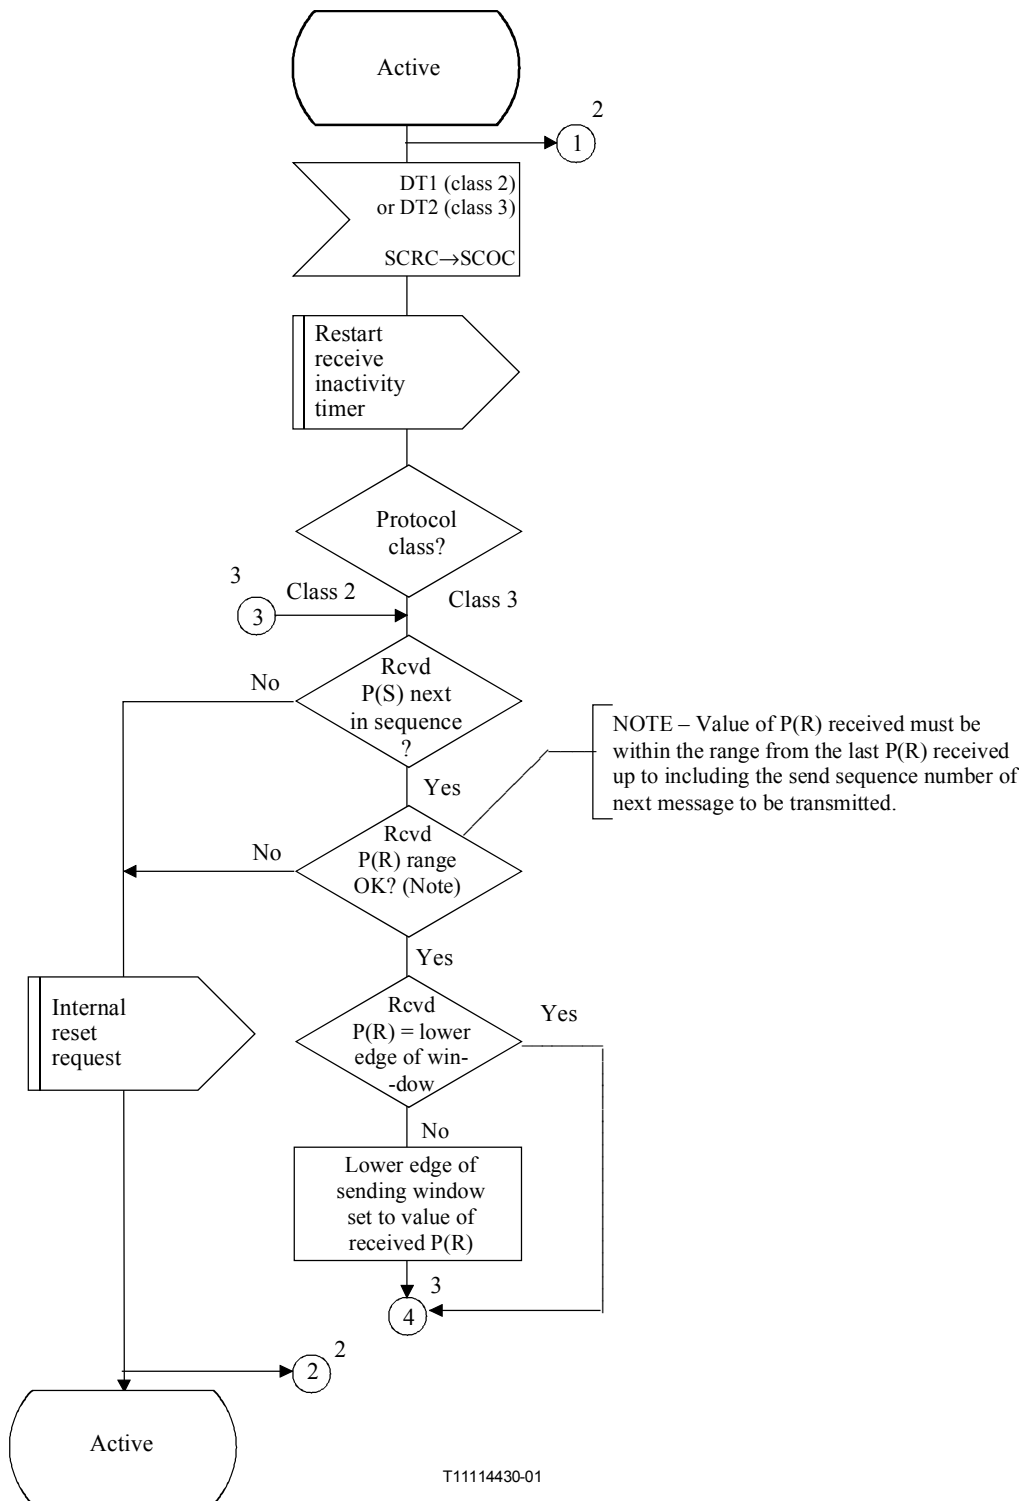 Active
2
1
DT1 (class 2)
or DT2 (class 3)
SCRC→SCOC
Restart
receive
inactivity
timer
Protocol
class?
3
Class 2
Class 3
3
Rcvd
P(S) next
in sequence
?
No
Yes
NOTE – Value of P(R) received must be
within the range from the last P(R) received
up to including the send sequence number of
next message to be transmitted.
Rcvd
P(R) range
OK? (Note)
No
Yes
Internal
reset
request
Rcvd
P(R) = lower
edge of win-
-dow
Yes
No
Lower edge of
sending window
set to value of
received P(R)
3
4
2
2
Active
T11114430-01